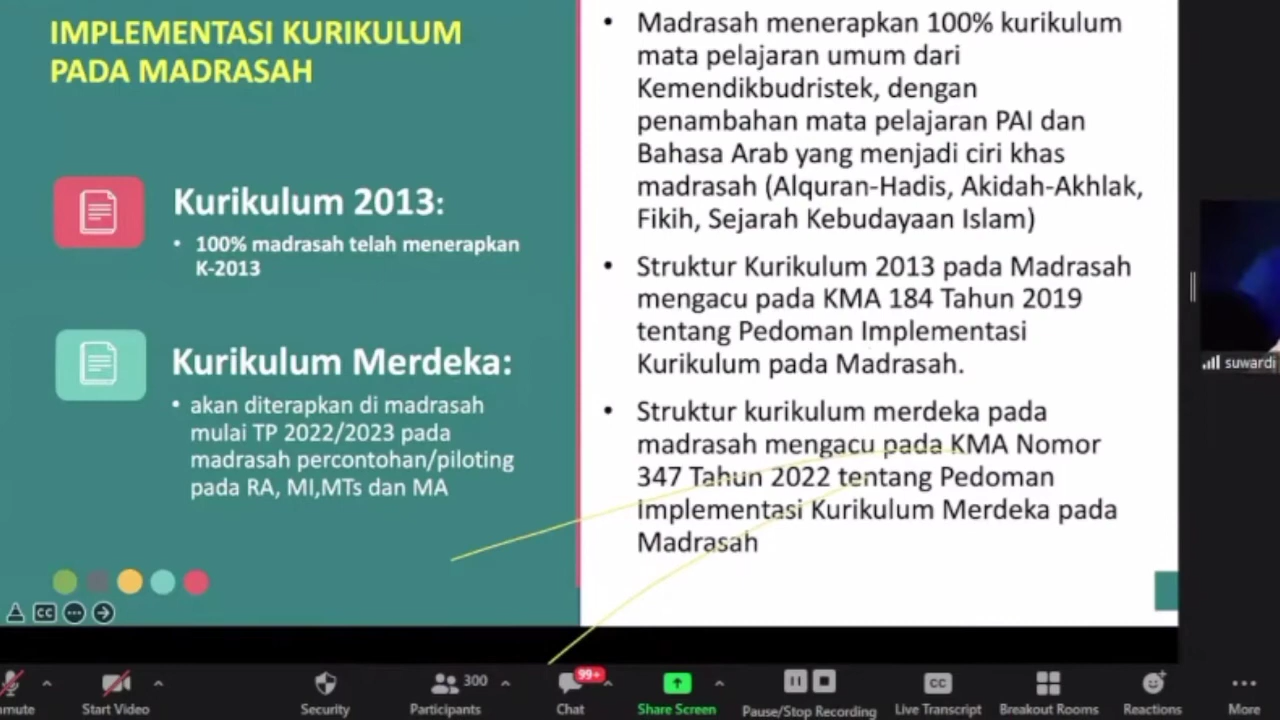 IMPLEMENTASI KURIKULUM
PADA MADRASAH
Kurikulum 2013:
• 100% madrasah telah menerapkan
K-2013
Kurikulum Merdeka:
• akan diterapkan di madrasah
mulai TP 2022/2023 pada
madrasah percontohan/piloting
pada RA, MI,MTs dan MA
• Madrasah menerapkan 100% kurikulum
mata pelajaran umum dari
Kemendikbudristek, dengan
penambahan mata pelajaran PAI dan
Bahasa Arab yang menjadi ciri khas
madrasah (Alquran-Hadis, Akidah-Akhlak,
Fikih, Sejarah Kebudayaan Islam)
• Struktur Kurikulum 2013 pada Madrasah
mengacu pada KMA 184 Tahun 2019
tentang Pedoman Implementasi
Kurikulum pada Madrasah.
• Struktur kurikulum merdeka pada
madrasah mengacu pada KMA Nomor
347 Tahun 2022 tentang Pedoman
Implementasi Kurikulum Merdeka pada
Madrasah
suwardi
CC
300
99+
CC
mute
Start Video
Security
Participants
Chat
Share Screen
Pause/Stop Recording
Live Transcript
Breakout Rooms
Reactions
More